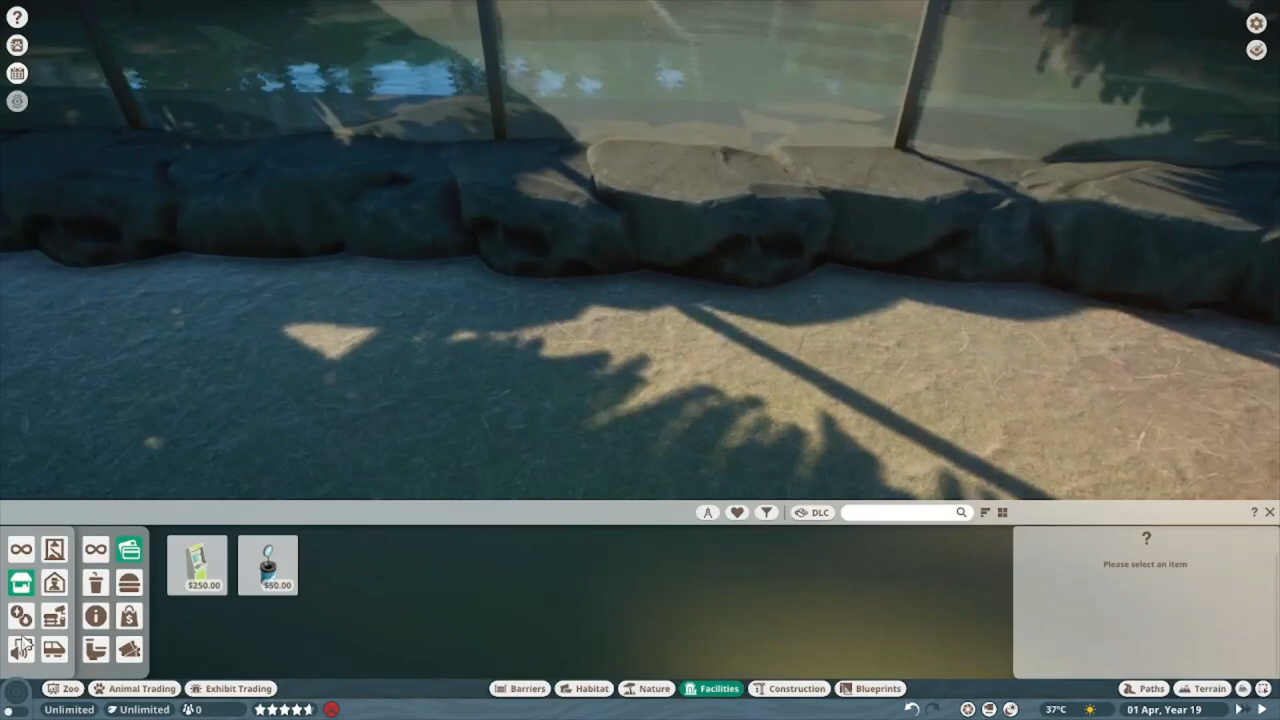 DLC
?
$250.00
$50.00
?
Please select an item
Zoo
Animal Trading
Exhibit Trading
Barriers
Habitat
Nature
Facilities
Construction
Blueprints
Paths
Terrain
Unlimited
Unlimited
0
37°C
01 Apr, Year 19